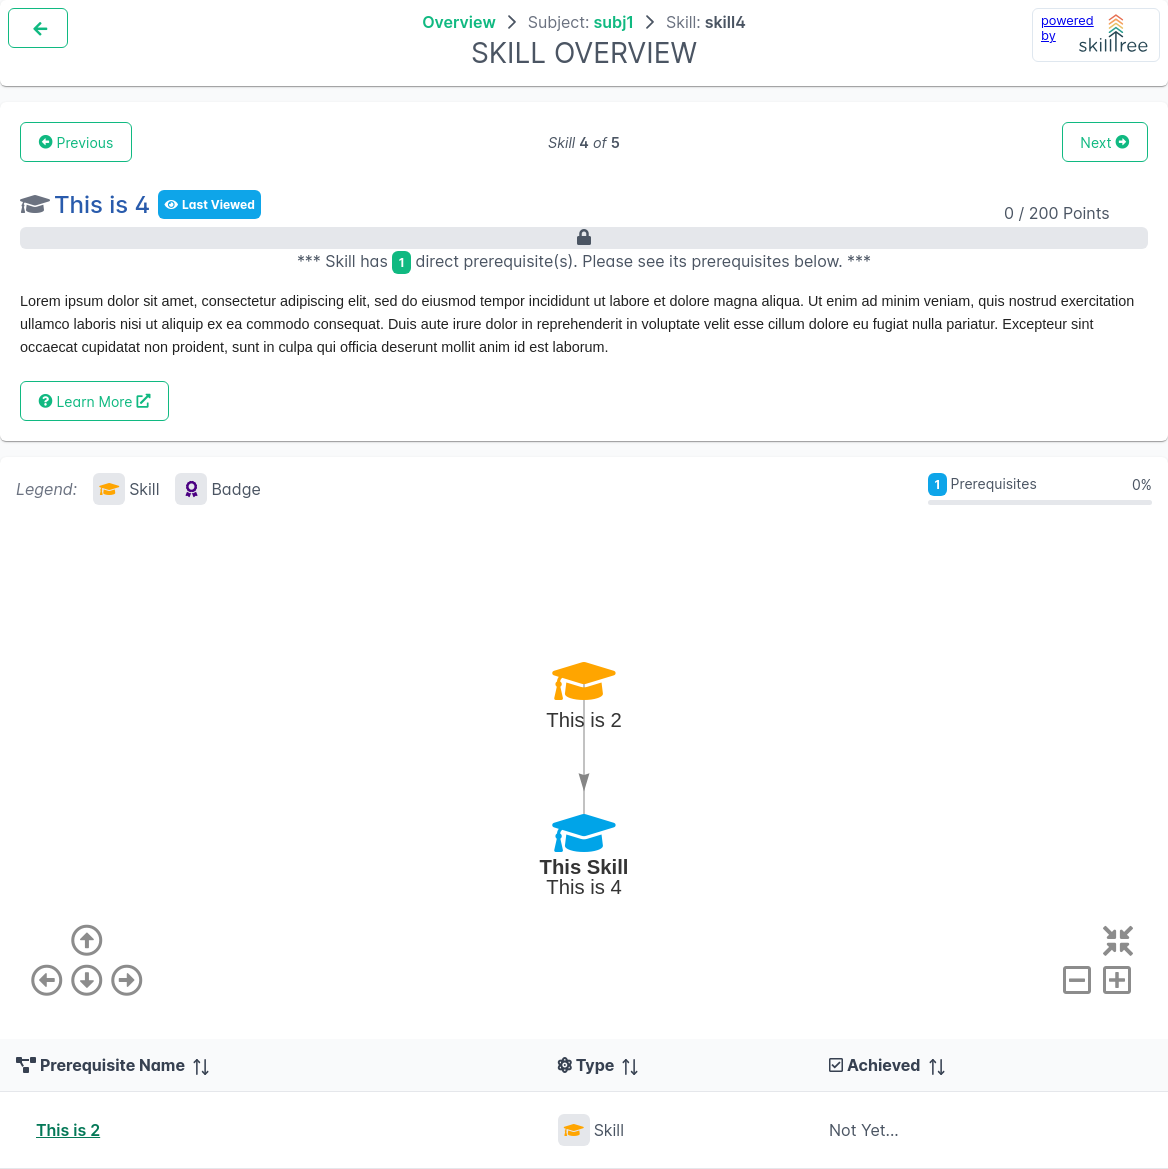 Overview > Subject: subj1 > Skill: skill4
SKILL OVERVIEW
powered
by
skilltree
Previous
Skill 4 of 5
Next
This is 4
Last Viewed
0 / 200 Points
*** Skill has 1 direct prerequisite(s). Please see its prerequisites below. ***
Lorem ipsum dolor sit amet, consectetur adipiscing elit, sed do eiusmod tempor incididunt ut labore et dolore magna aliqua. Ut enim ad minim veniam, quis nostrud exercitation
ullamco laboris nisi ut aliquip ex ea commodo consequat. Duis aute irure dolor in reprehenderit in voluptate velit esse cillum dolore eu fugiat nulla pariatur. Excepteur sint
occaecat cupidatat non proident, sunt in culpa qui officia deserunt mollit anim id est laborum.
Learn More
Legend: Skill Badge
1 Prerequisites 0%
This is 2
This Skill
This is 4
Prerequisite Name Type Achieved
This is 2 Skill Not Yet...